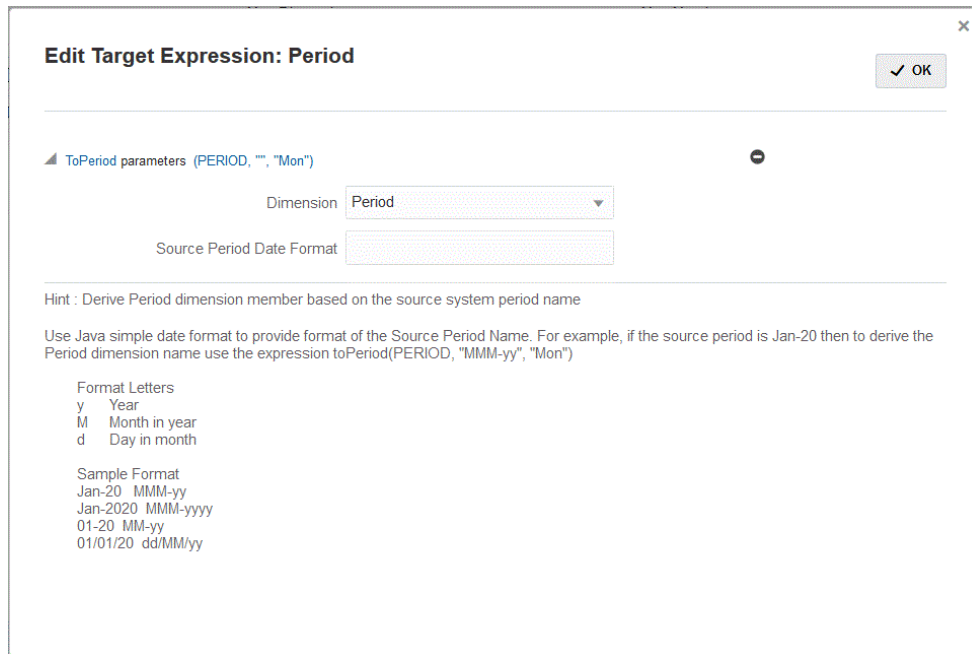 Edit Target Expression: Period
OK
ToPeriod parameters (PERIOD, "", "Mon")
Dimension Period
Source Period Date Format
Hint : Derive Period dimension member based on the source system period name
Use Java simple date format to provide format of the Source Period Name. For example, if the source period is Jan-20 then to derive the
Period dimension name use the expression toPeriod(PERIOD, "MMM-yy", "Mon")
Format Letters
y Year
M Month in year
d Day in month
Sample Format
Jan-20 MMM-yy
Jan-2020 MMM-yyyy
01-20 MM-yy
01/01/20 dd/MM/yy